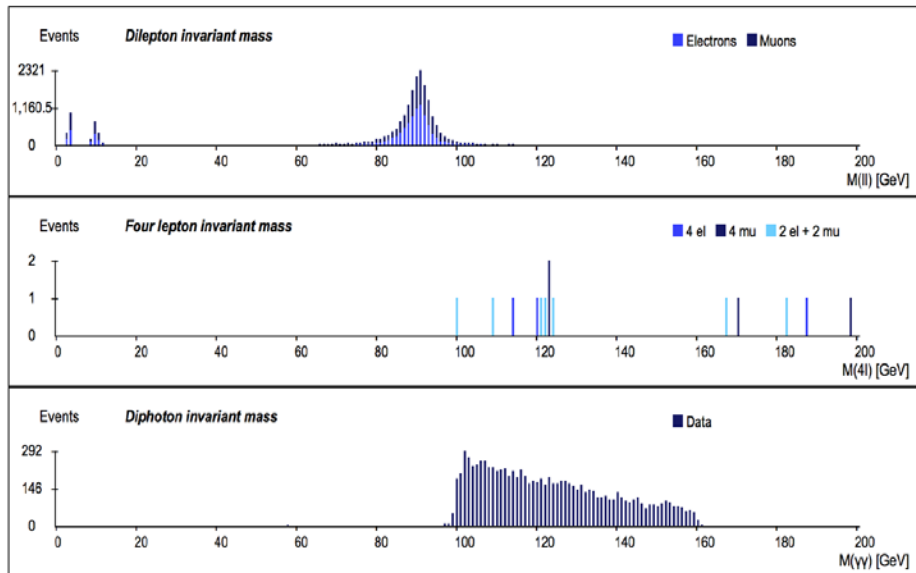 Events Dilepton invariant mass Electrons Muons
2321
1,160.5
0
0 20 40 60 80 100 120 140 160 180 200
M(ll) [GeV]
Events Four lepton invariant mass 4 el 4 mu 2 el + 2 mu
2
1
0
0 20 40 60 80 100 120 140 160 180 200
M(4l) [GeV]
Events Diphoton invariant mass Data
292
146
0
0 20 40 60 80 100 120 140 160 180 200
M(γγ) [GeV]